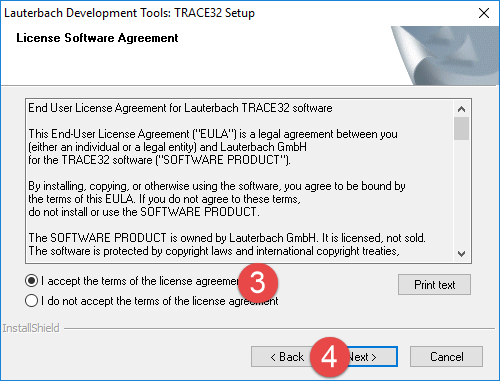 Lauterbach Development Tools: TRACE32 Setup
License Software Agreement
End User License Agreement for Lauterbach TRACE32 software
This End-User License Agreement ("EULA") is a legal agreement between you
(either an individual or a legal entity) and Lauterbach GmbH
for the TRACE32 software ("SOFTWARE PRODUCT").
By installing, copying, or otherwise using the software, you agree to be bound by
the terms of this EULA. If you do not agree to these terms,
do not install or use the SOFTWARE PRODUCT.
The SOFTWARE PRODUCT is owned by Lauterbach GmbH. It is licensed, not sold.
The software is protected by copyright laws and international copyright treaties,
I accept the terms of the license agreemen 3
Print text
I do not accept the terms of the license agreement
InstallShield
< Back
4 Next >
Cancel